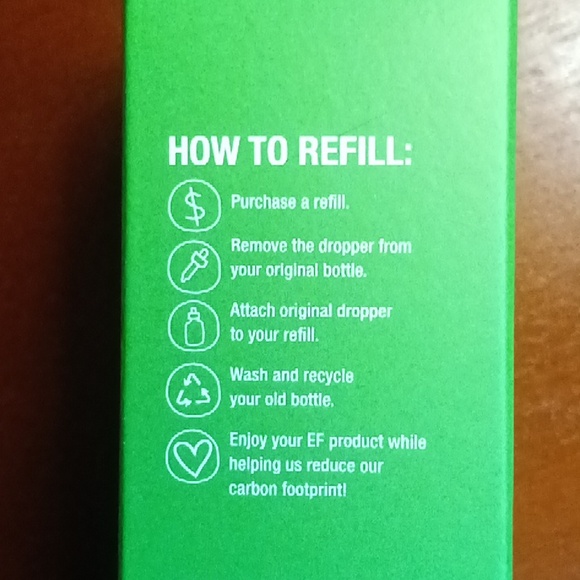 HOW TO REFILL:
Purchase a refill.
Remove the dropper from
your original bottle.
Attach original dropper
to your refill.
Wash and recycle
your old bottle.
Enjoy your EF product while
helping us reduce our
carbon footprint!